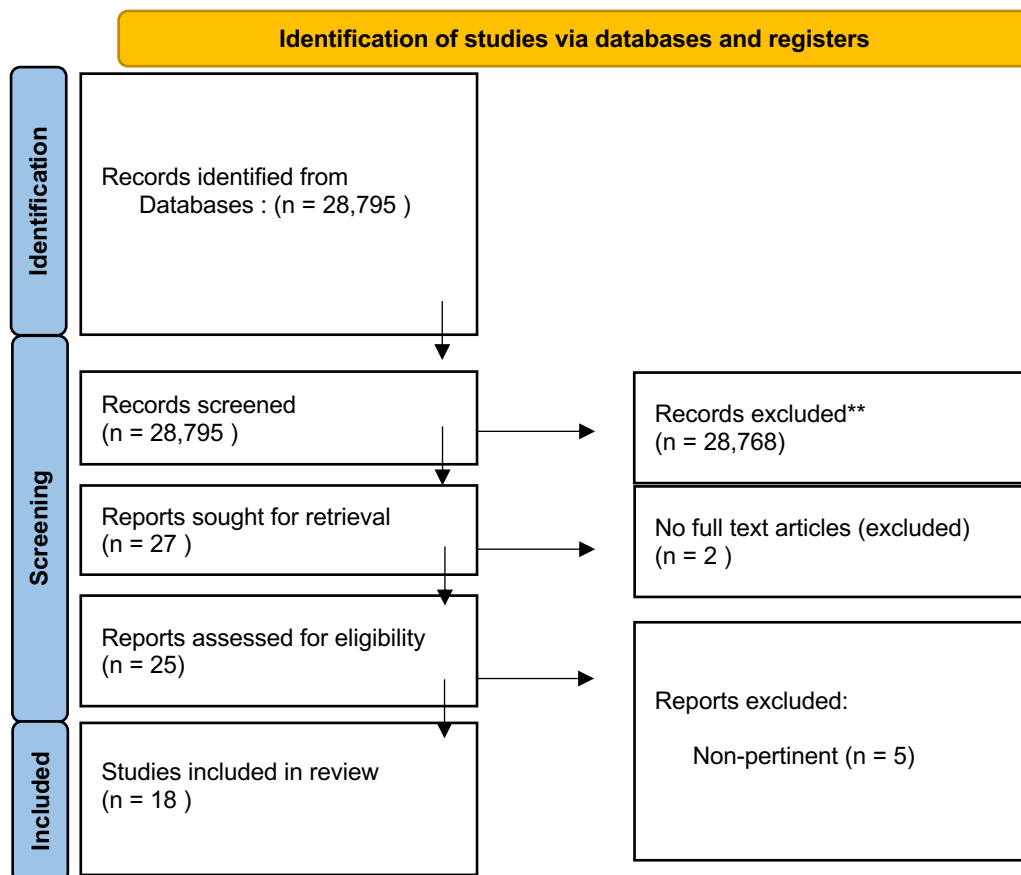 Identification of studies via databases and registers
Identification
Records identified from
Databases : (n = 28,795 )
Screening
Records screened
(n = 28,795 )
Records excluded**
(n = 28,768)
Reports sought for retrieval
(n = 27 )
No full text articles (excluded)
(n = 2 )
Reports assessed for eligibility
(n = 25)
Reports excluded:
Non-pertinent (n = 5)
Included
Studies included in review
(n = 18 )